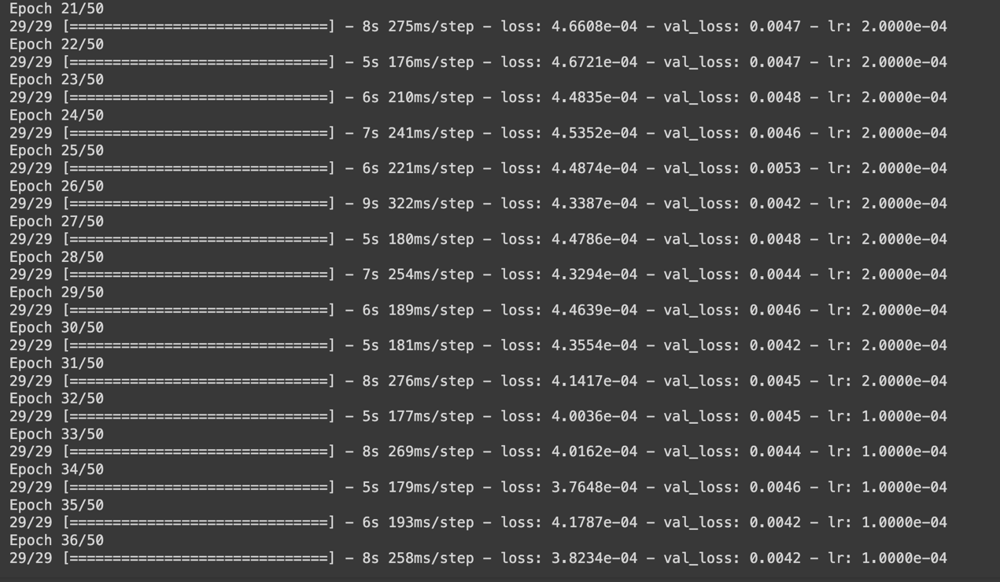 Epoch 21/50
29/29 [==============================] - 8s 275ms/step - loss: 4.6608e-04 - val_loss: 0.0047 - lr: 2.0000e-04
Epoch 22/50
29/29 [==============================] - 5s 176ms/step - loss: 4.6721e-04 - val_loss: 0.0047 - lr: 2.0000e-04
Epoch 23/50
29/29 [==============================] - 6s 210ms/step - loss: 4.4835e-04 - val_loss: 0.0048 - lr: 2.0000e-04
Epoch 24/50
29/29 [==============================] - 7s 241ms/step - loss: 4.5352e-04 - val_loss: 0.0046 - lr: 2.0000e-04
Epoch 25/50
29/29 [==============================] - 6s 221ms/step - loss: 4.4874e-04 - val_loss: 0.0053 - lr: 2.0000e-04
Epoch 26/50
29/29 [==============================] - 9s 322ms/step - loss: 4.3387e-04 - val_loss: 0.0042 - lr: 2.0000e-04
Epoch 27/50
29/29 [==============================] - 5s 180ms/step - loss: 4.4786e-04 - val_loss: 0.0048 - lr: 2.0000e-04
Epoch 28/50
29/29 [==============================] - 7s 254ms/step - loss: 4.3294e-04 - val_loss: 0.0044 - lr: 2.0000e-04
Epoch 29/50
29/29 [==============================] - 6s 189ms/step - loss: 4.4639e-04 - val_loss: 0.0046 - lr: 2.0000e-04
Epoch 30/50
29/29 [==============================] - 5s 181ms/step - loss: 4.3554e-04 - val_loss: 0.0042 - lr: 2.0000e-04
Epoch 31/50
29/29 [==============================] - 8s 276ms/step - loss: 4.1417e-04 - val_loss: 0.0045 - lr: 2.0000e-04
Epoch 32/50
29/29 [==============================] - 5s 177ms/step - loss: 4.0036e-04 - val_loss: 0.0045 - lr: 1.0000e-04
Epoch 33/50
29/29 [==============================] - 8s 269ms/step - loss: 4.0162e-04 - val_loss: 0.0044 - lr: 1.0000e-04
Epoch 34/50
29/29 [==============================] - 5s 179ms/step - loss: 3.7648e-04 - val_loss: 0.0046 - lr: 1.0000e-04
Epoch 35/50
29/29 [==============================] - 6s 193ms/step - loss: 4.1787e-04 - val_loss: 0.0042 - lr: 1.0000e-04
Epoch 36/50
29/29 [==============================] - 8s 258ms/step - loss: 3.8234e-04 - val_loss: 0.0042 - lr: 1.0000e-04